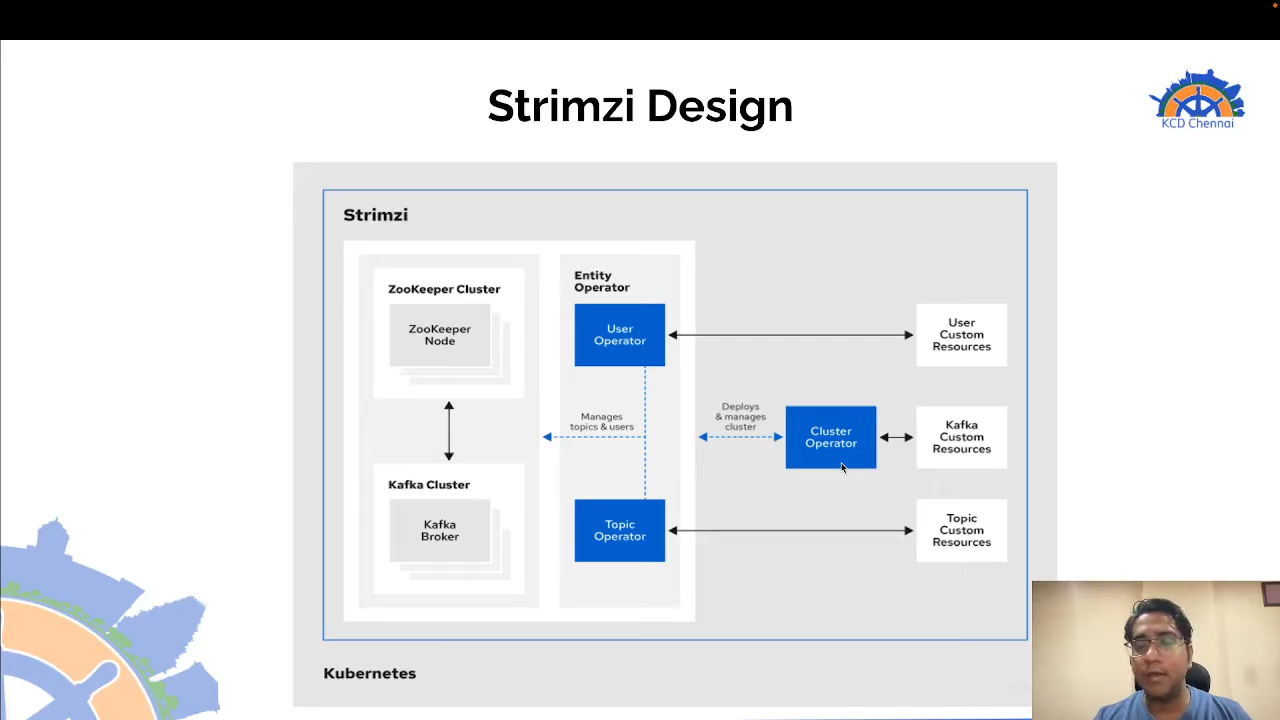 Strimzi Design
KCD Chennai
Strimzi
ZooKeeper Cluster
ZooKeeper
Node
Entity
Operator
User
Operator
User
Custom
Resources
Manages
topics & users
Deploys
& manages
cluster
Cluster
Operator
Kafka
Custom
Resources
Kafka Cluster
Kafka
Broker
Topic
Operator
Topic
Custom
Resources
Kubernetes